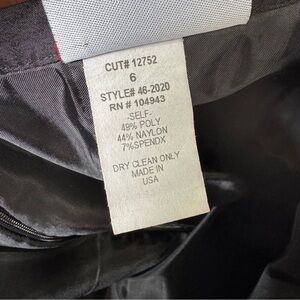 CUT# 12752
6
STYLE# 46-2020
RN # 104943
-SELF-
49% POLY
44% NAYLON
7%SPENDX
DRY CLEAN ONLY
MADE IN
USA